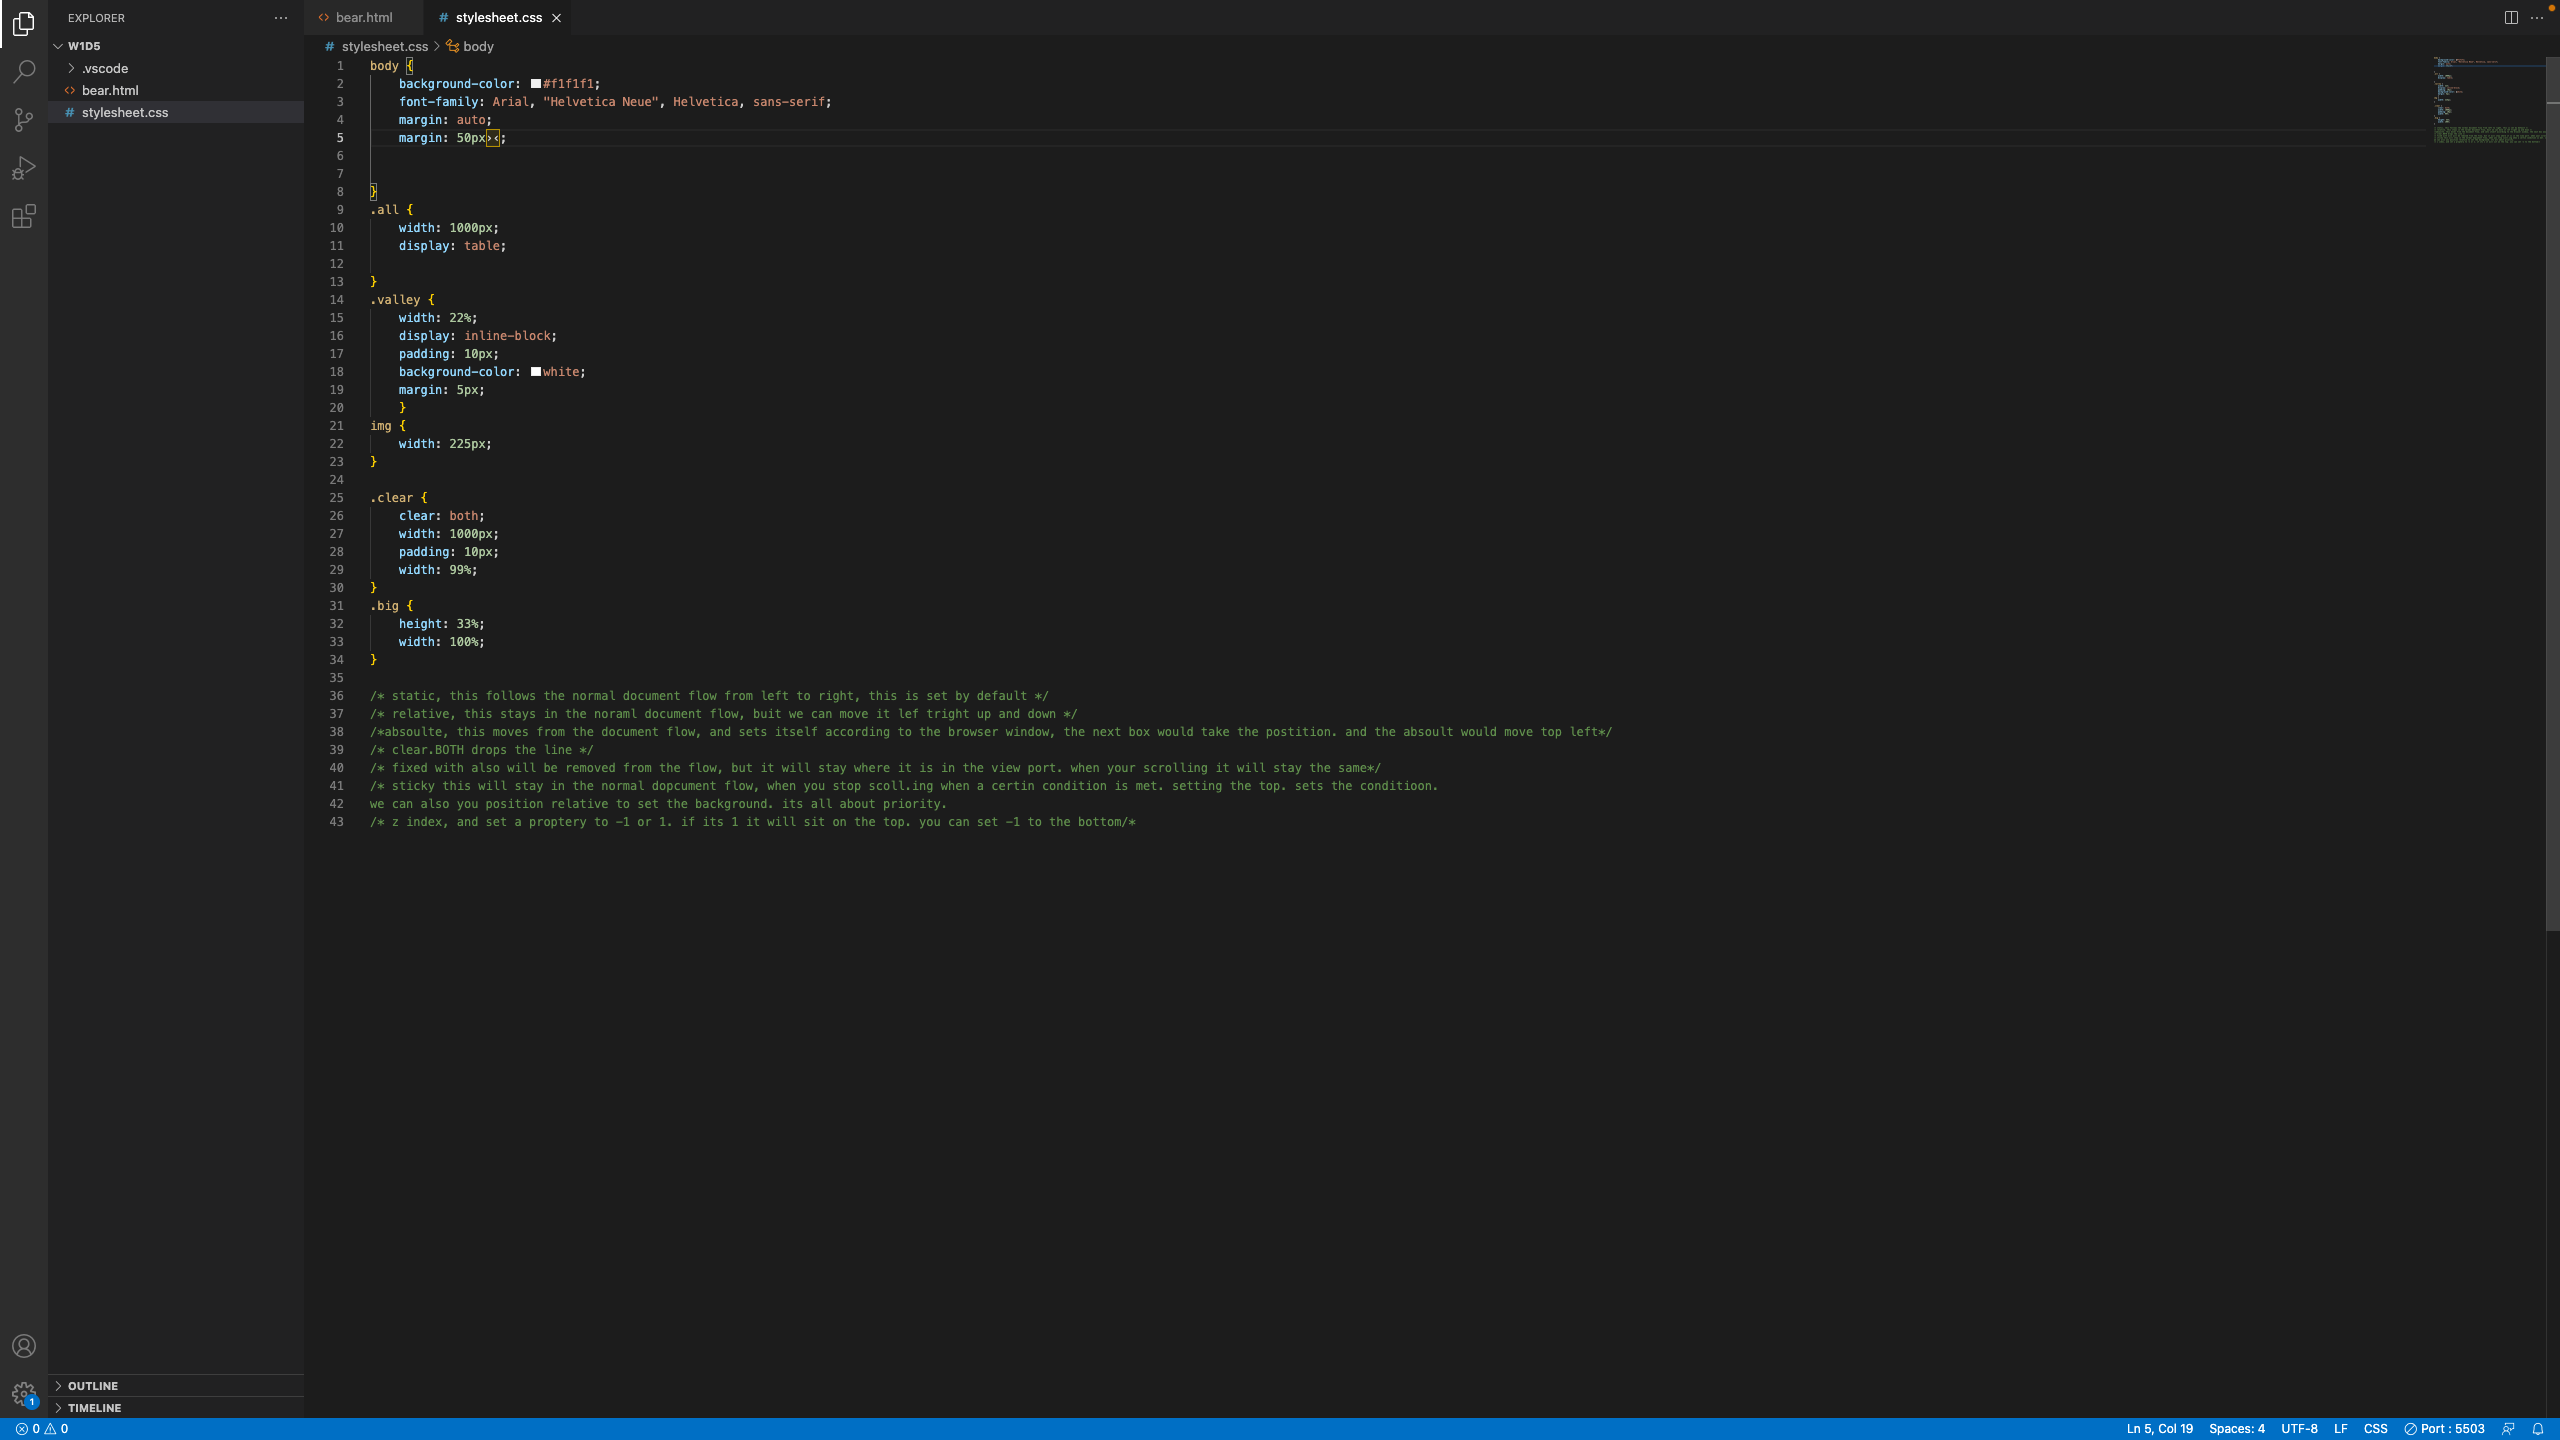 EXPLORER
W1D5
.vscode
bear.html
stylesheet.css
OUTLINE
TIMELINE
bear.html
stylesheet.css
stylesheet.css > body
1 body {
2 background-color: #f1f1f1;
3 font-family: Arial, "Helvetica Neue", Helvetica, sans-serif;
4 margin: auto;
5 margin: 50px><;
6
7
8 }
9 .all {
10 width: 1000px;
11 display: table;
12
13 }
14 .valley {
15 width: 22%;
16 display: inline-block;
17 padding: 10px;
18 background-color: white;
19 margin: 5px;
20 }
21 img {
22 width: 225px;
23 }
24
25 .clear {
26 clear: both;
27 width: 1000px;
28 padding: 10px;
29 width: 99%;
30 }
31 .big {
32 height: 33%;
33 width: 100%;
34 }
35
36 /* static, this follows the normal document flow from left to right, this is set by default */
37 /* relative, this stays in the noraml document flow, buit we can move it lef tright up and down */
38 /*absoulte, this moves from the document flow, and sets itself according to the browser window, the next box would take the postition. and the absoult would move top left*/
39 /* clear.BOTH drops the line */
40 /* fixed with also will be removed from the flow, but it will stay where it is in the view port. when your scrolling it will stay the same*/
41 /* sticky this will stay in the normal dopcument flow, when you stop scoll.ing when a certin condition is met. setting the top. sets the conditioon.
42 we can also you position relative to set the background. its all about priority.
43 /* z index, and set a proptery to -1 or 1. if its 1 it will sit on the top. you can set -1 to the bottom/*
1
0 0
Ln 5, Col 19 Spaces: 4 UTF-8 LF CSS Port : 5503